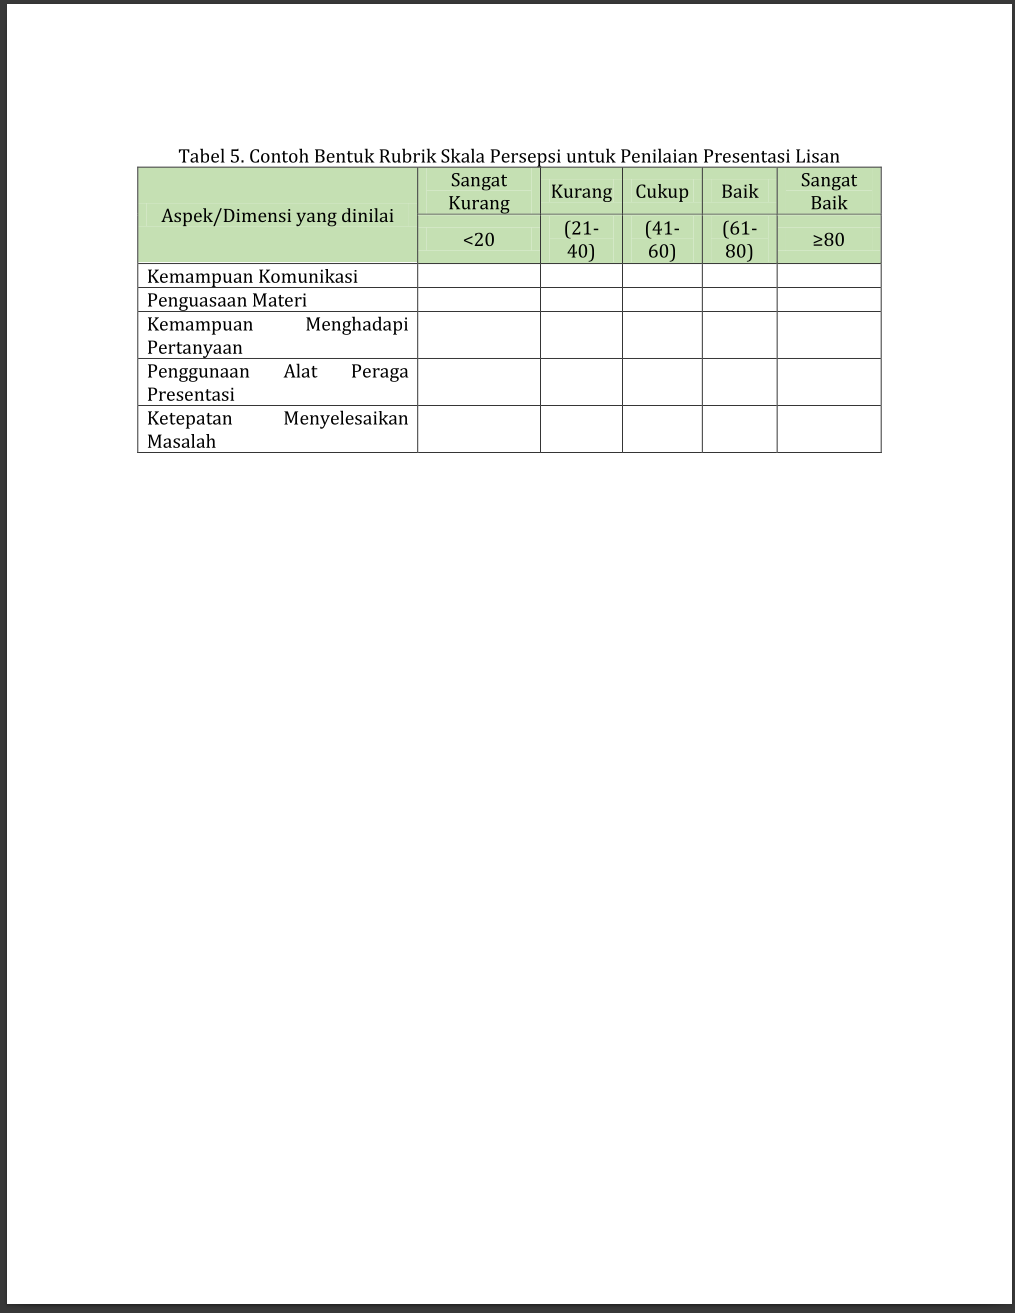 Tabel 5. Contoh Bentuk Rubrik Skala Persepsi untuk Penilaian Presentasi Lisan
Aspek/Dimensi yang dinilai
Sangat
Kurang
Kurang
Cukup
Baik
Sangat
Baik
<20
(21-
40)
(41-
60)
(61-
80)
≥80
Kemampuan Komunikasi
Penguasaan Materi
Kemampuan Menghadapi
Pertanyaan
Penggunaan Alat Peraga
Presentasi
Ketepatan Menyelesaikan
Masalah